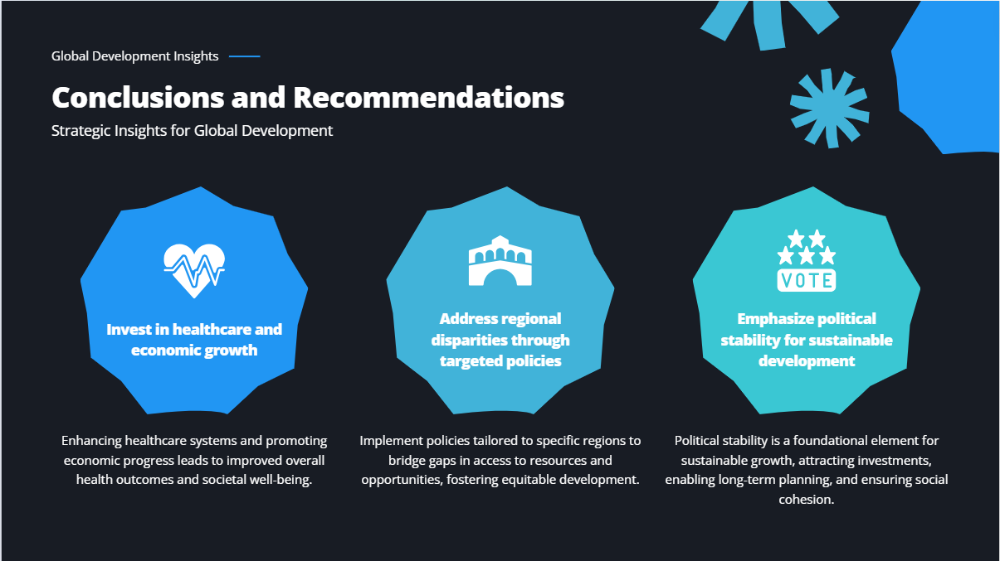 Global Development Insights
Conclusions and Recommendations
Strategic Insights for Global Development
Invest in healthcare and
economic growth
Enhancing healthcare systems and promoting
economic progress leads to improved overall
health outcomes and societal well-being.
Address regional
disparities through
targeted policies
Implement policies tailored to specific regions to
bridge gaps in access to resources and
opportunities, fostering equitable development.
VOTE
Emphasize political
stability for sustainable
development
Political stability is a foundational element for
sustainable growth, attracting investments,
enabling long-term planning, and ensuring social
cohesion.